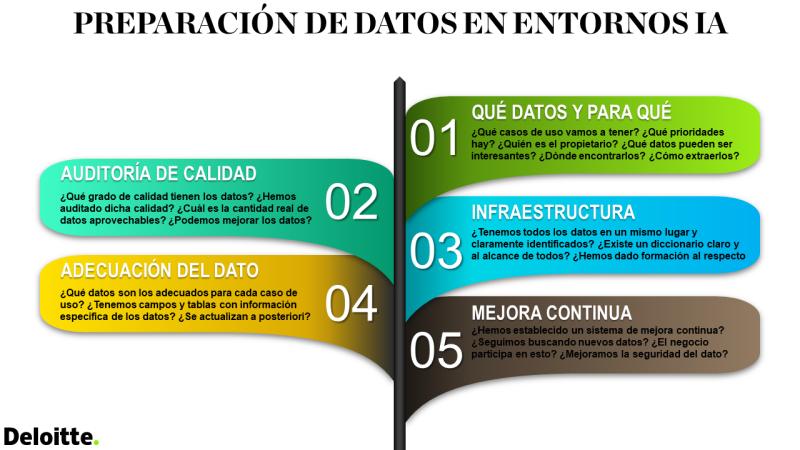 PREPARACIÓN DE DATOS EN ENTORNOS IA
01
QUÉ DATOS Y PARA QUÉ
¿Qué casos de uso vamos a tener? ¿Qué prioridades
hay? ¿Quién es el propietario? ¿Qué datos pueden ser
interesantes? ¿Dónde encontrarlos? ¿Cómo extraerlos?
AUDITORÍA DE CALIDAD
¿Qué grado de calidad tienen los datos? ¿Hemos
auditado dicha calidad? ¿Cuál es la cantidad real de
datos aprovechables? ¿Podemos mejorar los datos?
02
03
INFRAESTRUCTURA
¿Tenemos todos los datos en un mismo lugar y
claramente identificados? ¿Existe un diccionario claro y
al alcance de todos? ¿Hemos dado formación al respecto
ADECUACIÓN DEL DATO
¿Qué datos son los adecuados para cada caso de
uso? ¿Tenemos campos y tablas con información
específica de los datos? ¿Se actualizan a posteriori?
04
05
MEJORA CONTINUA
¿Hemos establecido un sistema de mejora continua?
¿Seguimos buscando nuevos datos? ¿El negocio
participa en esto? ¿Mejoramos la seguridad del dato?
Deloitte.